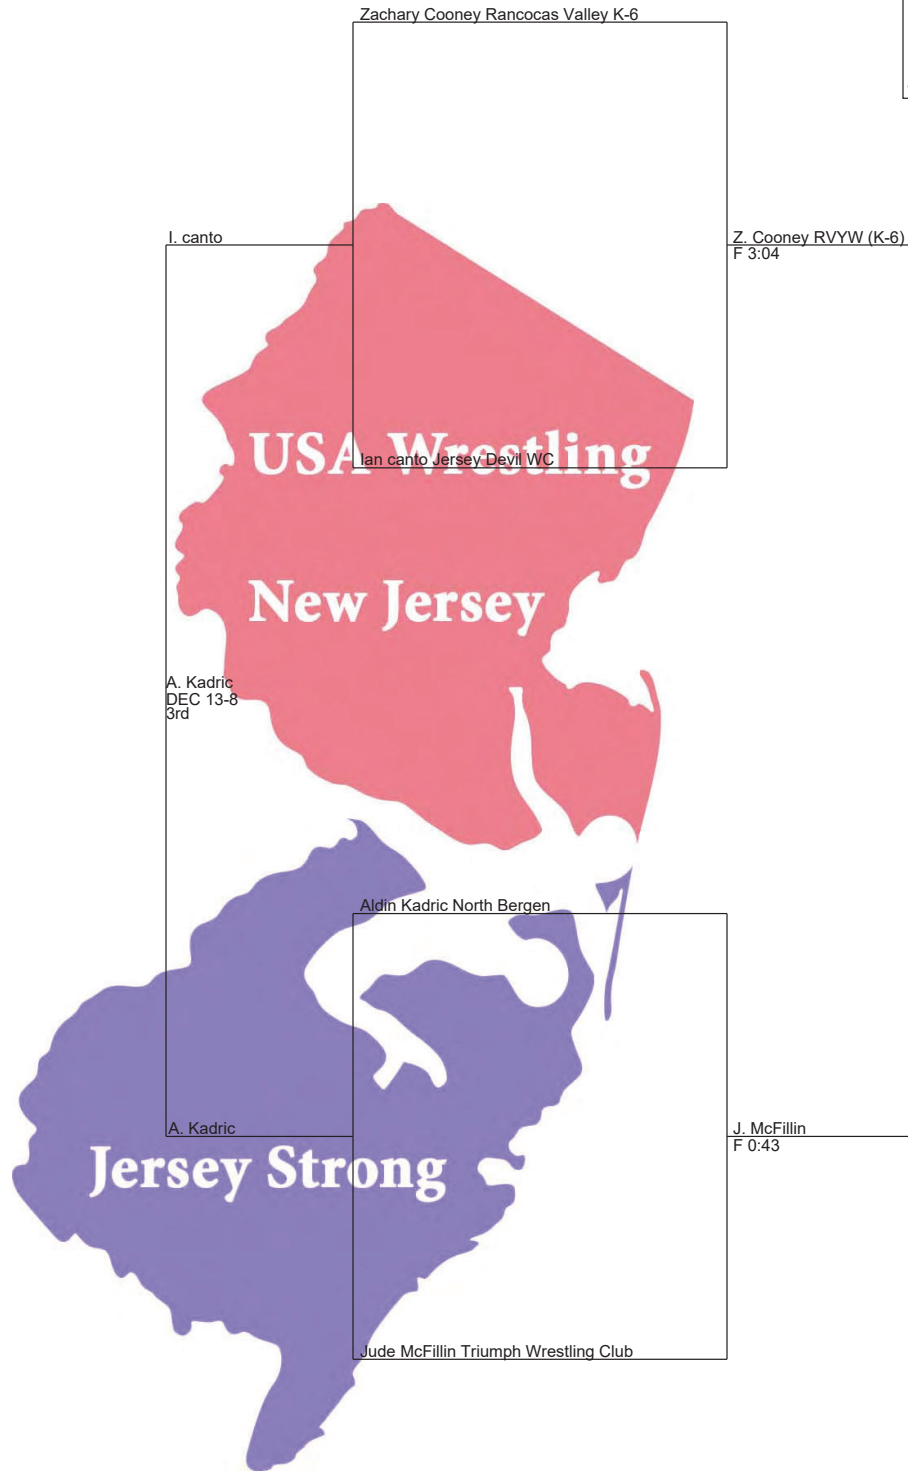 Zachary Cooney Rancocas Valley K-6
I. canto
Z. Cooney RVYW (K-6)
F 3:04
USA Wrestling
Ian canto Jersey Devil WC
New Jersey
A. Kadric
DEC 13-8
3rd
Aldin Kadric North Bergen
A. Kadric
J. McFillin
F 0:43
Jersey Strong
Jude McFillin Triumph Wrestling Club